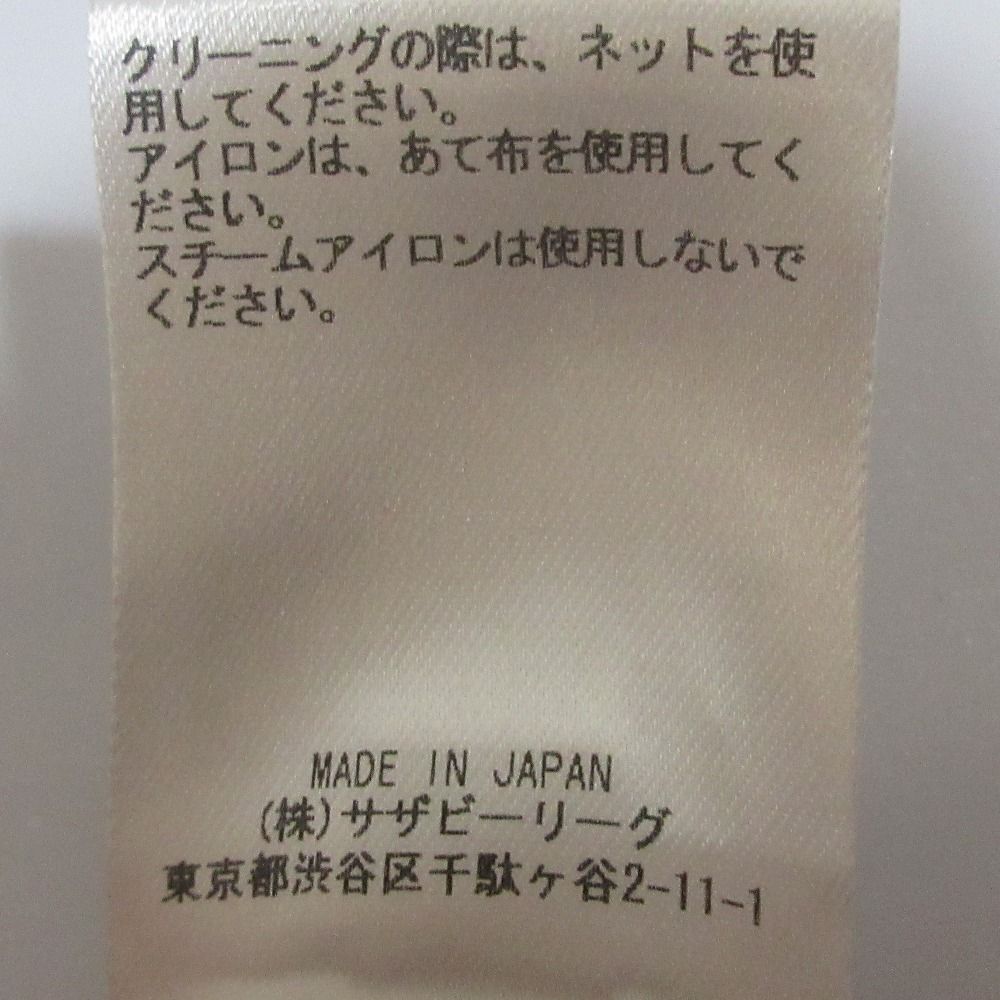 クリーニングの際は、ネットを使
用してください。
アイロンは、あて布を使用してく
ださい。
スチームアイロンは使用しないで
ください。
MADE IN JAPAN
(株)サザビーリーグ
東京都渋谷区千駄ヶ谷2-11-1